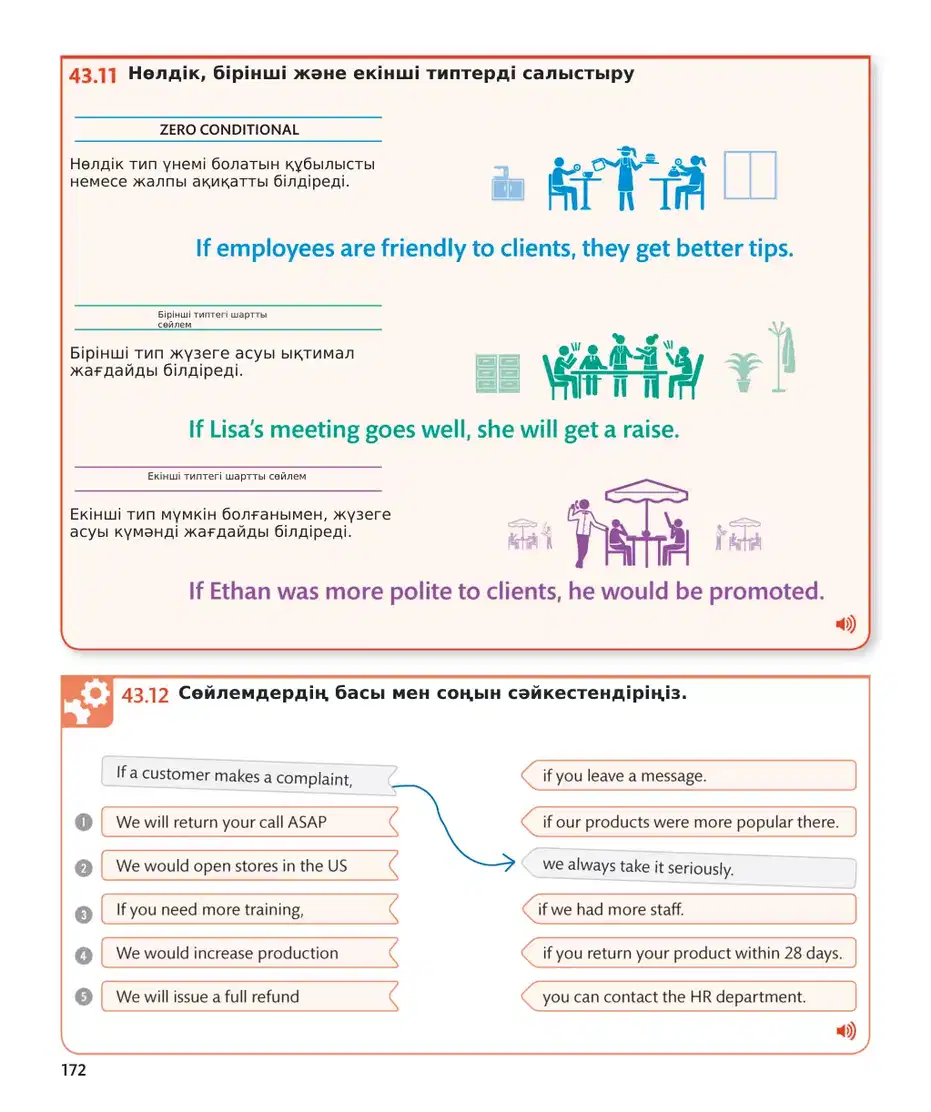 43.11 Нөлдік, бірінші және екінші типтерді салыстыру
ZERO CONDITIONAL
Нөлдік тип үнемі болатын құбылысты
немесе жалпы ақиқатты білдіреді.
If employees are friendly to clients, they get better tips.
Бірінші типтегі шартты
сөйлем
Бірінші тип жүзеге асуы ықтимал
жағдайды білдіреді.
If Lisa’s meeting goes well, she will get a raise.
Екінші типтегі шартты сөйлем
Екінші тип мүмкін болғанымен, жүзеге
асуы күмәнді жағдайды білдіреді.
If Ethan was more polite to clients, he would be promoted.
43.12 Сөйлемдердің басы мен соңын сәйкестендіріңіз.
If a customer makes a complaint,
if you leave a message.
1 We will return your call ASAP
if our products were more popular there.
2 We would open stores in the US
we always take it seriously.
3 If you need more training,
if we had more staff.
4 We would increase production
if you return your product within 28 days.
5 We will issue a full refund
you can contact the HR department.
172